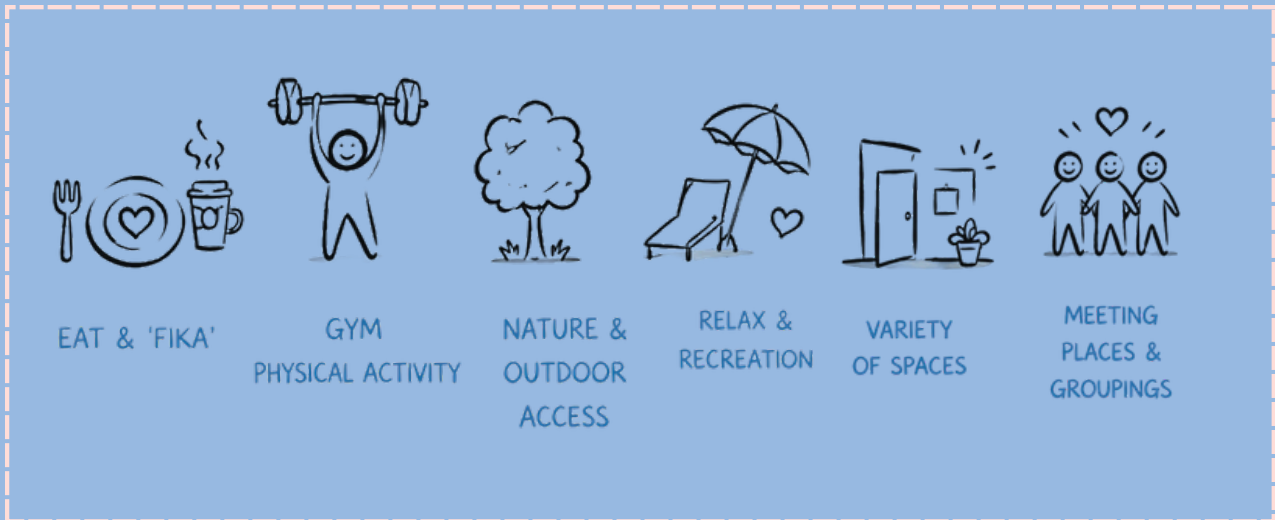 EAT & 'FIKA'
GYM
PHYSICAL ACTIVITY
NATURE &
OUTDOOR
ACCESS
RELAX &
RECREATION
VARIETY
OF SPACES
MEETING
PLACES &
GROUPINGS